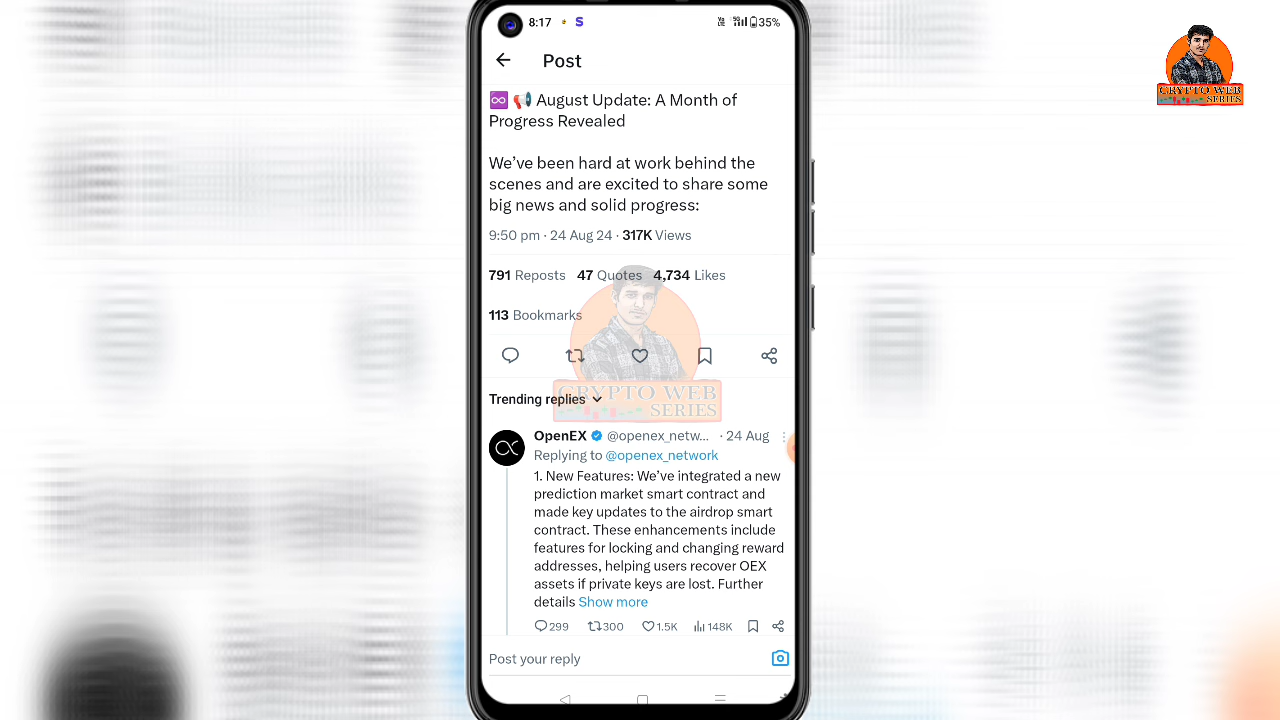 8:17 S 35%
Post
CRYPTO WEB
SERIES
♾️ 📢 August Update: A Month of
Progress Revealed
We’ve been hard at work behind the
scenes and are excited to share some
big news and solid progress:
9:50 pm · 24 Aug 24 · 317K Views
791 Reposts 47 Quotes 4,734 Likes
113 Bookmarks
CRYPTO WEB
SERIES
Trending replies
OpenEX @openex_netw... · 24 Aug
Replying to @openex_network
1. New Features: We’ve integrated a new
prediction market smart contract and
made key updates to the airdrop smart
contract. These enhancements include
features for locking and changing reward
addresses, helping users recover OEX
assets if private keys are lost. Further
details Show more
299 300 1.5K 148K
Post your reply